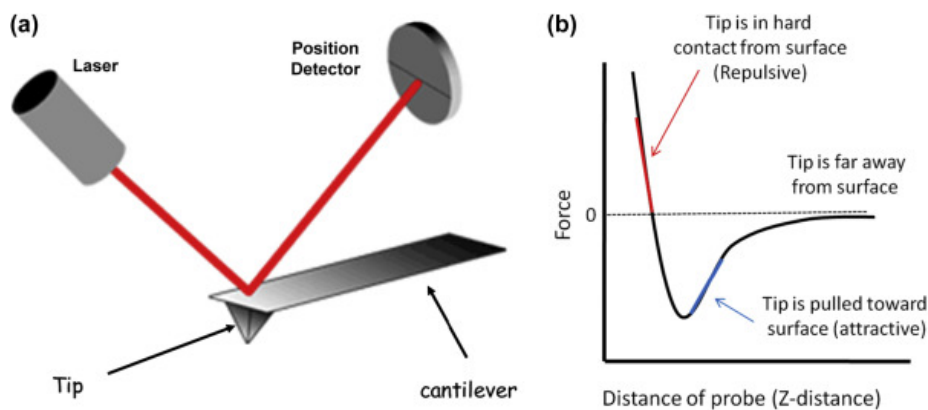 (a)
Laser
Position
Detector
Tip
cantilever
(b)
Tip is in hard
contact from surface
(Repulsive)
Tip is far away
from surface
0
Force
Tip is pulled toward
surface (attractive)
Distance of probe (Z-distance)